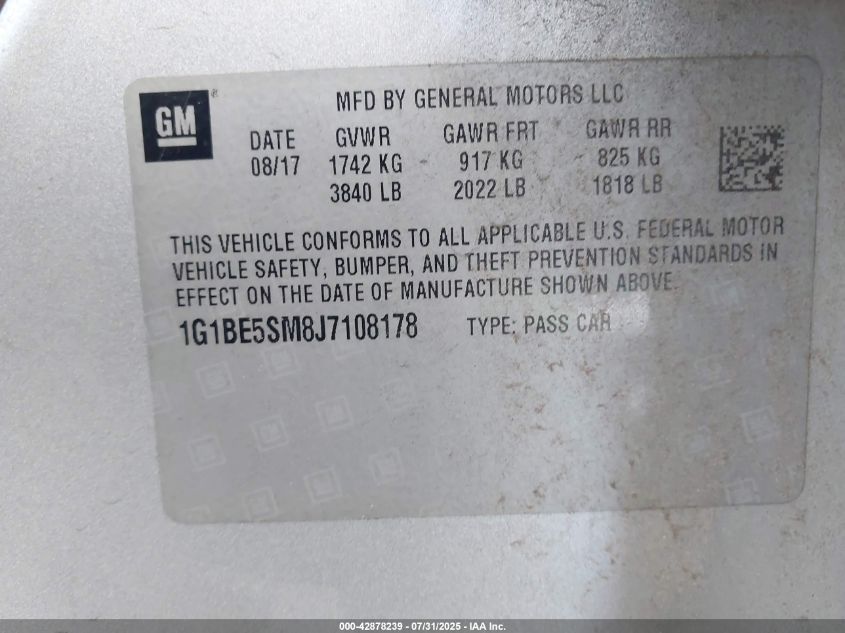 GM®
MFD BY GENERAL MOTORS LLC
DATE GVWR GAWR FRT GAWR RR
08/17 1742 KG 917 KG 825 KG
3840 LB 2022 LB 1818 LB
THIS VEHICLE CONFORMS TO ALL APPLICABLE U.S. FEDERAL MOTOR
VEHICLE SAFETY, BUMPER, AND THEFT PREVENTION STANDARDS IN
EFFECT ON THE DATE OF MANUFACTURE SHOWN ABOVE.
1G1BE5SM8J7108178 TYPE: PASS CAR
000-42878239 - 07/31/2025 - IAA Inc.